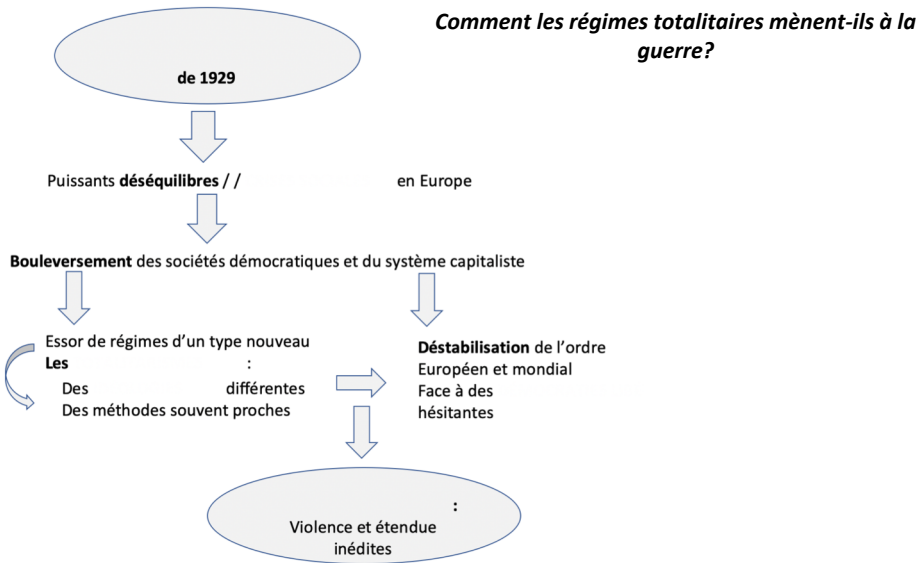 Comment les régimes totalitaires mènent-ils à la
guerre?
de 1929
Puissants déséquilibres / / en Europe
Bouleversement des sociétés démocratiques et du système capitaliste
Essor de régimes d’un type nouveau
Les :
Des différentes
Des méthodes souvent proches
Déstabilisation de l’ordre
Européen et mondial
Face à des
hésitantes
:
Violence et étendue
inédites